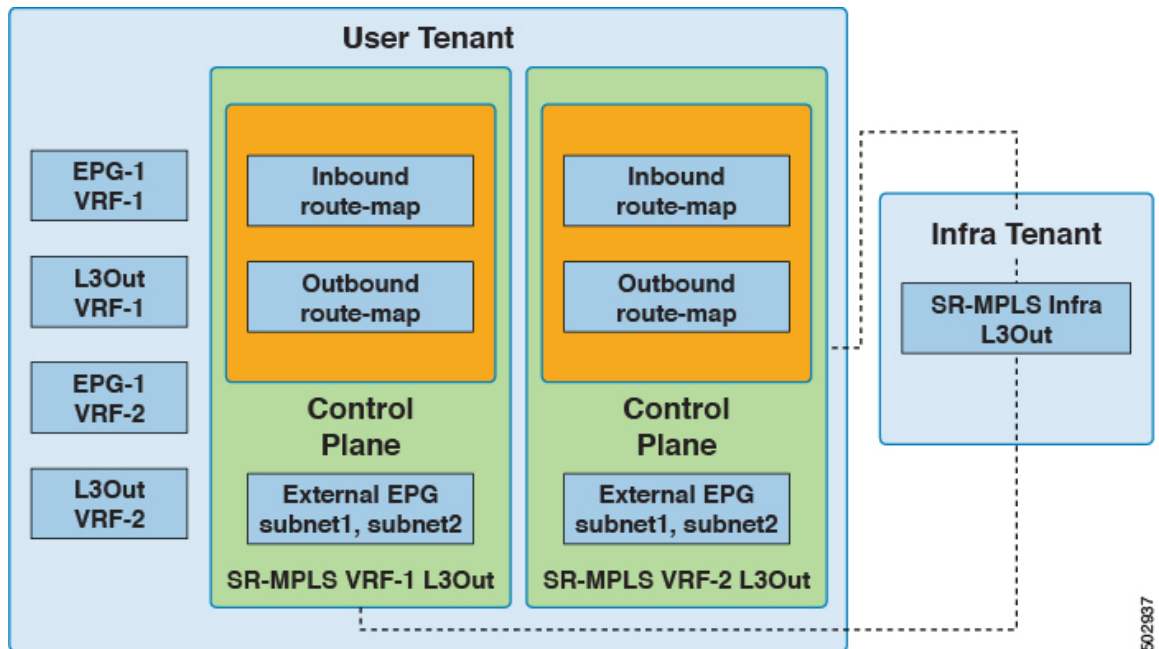 User Tenant
EPG-1
VRF-1
L3Out
VRF-1
EPG-1
VRF-2
L3Out
VRF-2
Inbound
route-map
Outbound
route-map
Control
Plane
External EPG
subnet1, subnet2
SR-MPLS VRF-1 L3Out
Inbound
route-map
Outbound
route-map
Control
Plane
External EPG
subnet1, subnet2
SR-MPLS VRF-2 L3Out
Infra Tenant
SR-MPLS Infra
L3Out
502937